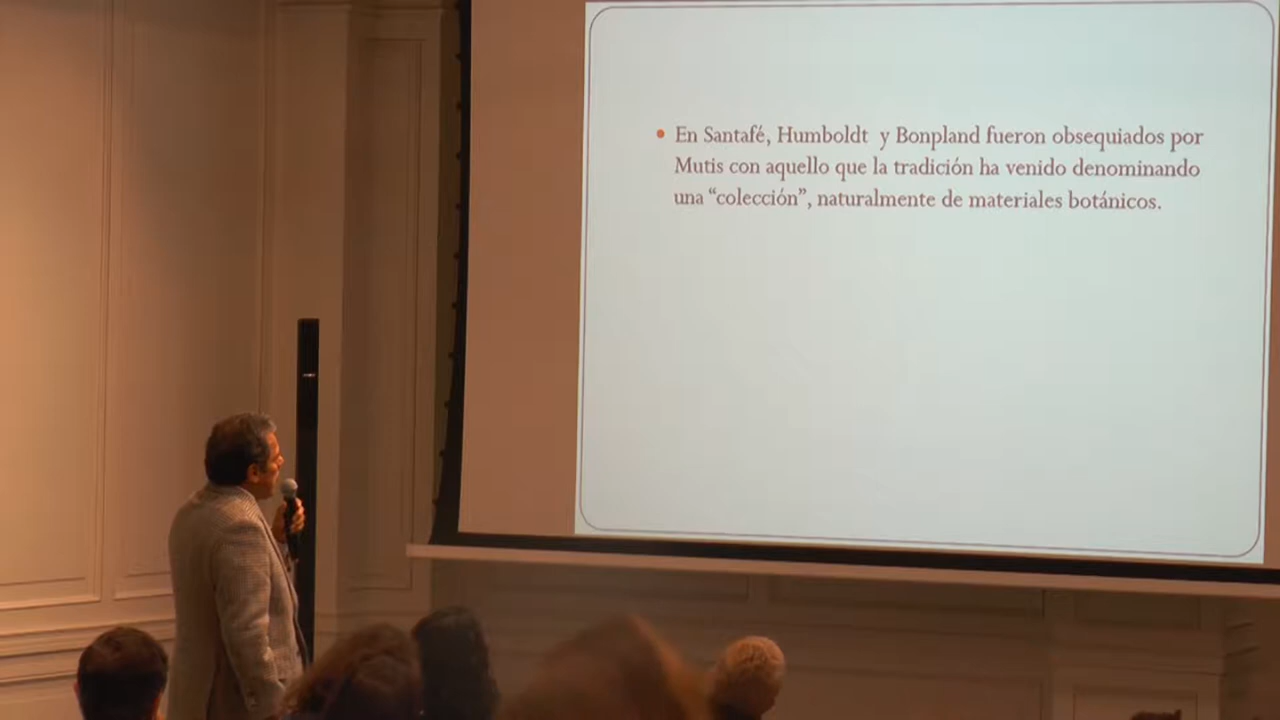 • En Santafé, Humboldt y Bonpland fueron obsequiados por
Mutis con aquello que la tradición ha venido denominando
una “colección”, naturalmente de materiales botánicos.